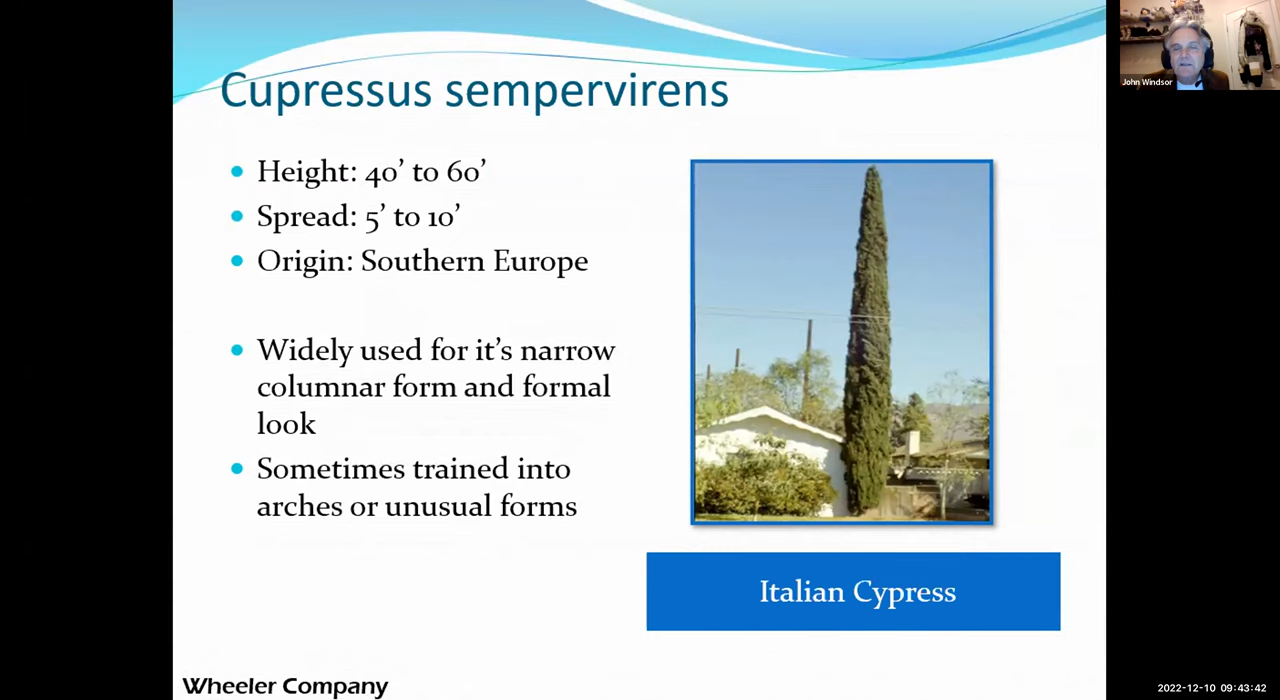 Cupressus sempervirens
Height: 40’ to 60’
Spread: 5’ to 10’
Origin: Southern Europe
Widely used for it’s narrow
columnar form and formal
look
Sometimes trained into
arches or unusual forms
Italian Cypress
Wheeler Company
John Windsor
2022-12-10 09:43:42